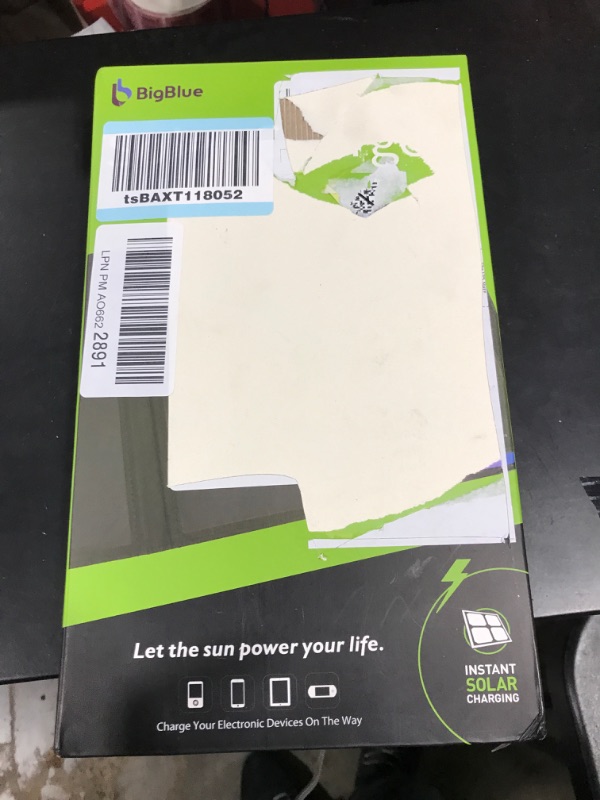 BigBlue
tsBAXT118052
LPN PM AO662 2891
Let the sun power your life.
Charge Your Electronic Devices On The Way
INSTANT
SOLAR
CHARGING